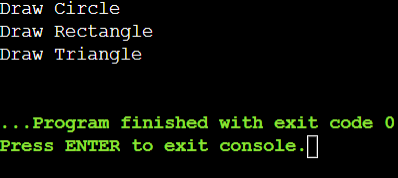 Draw Circle
Draw Rectangle
Draw Triangle
...Program finished with exit code 0
Press ENTER to exit console.